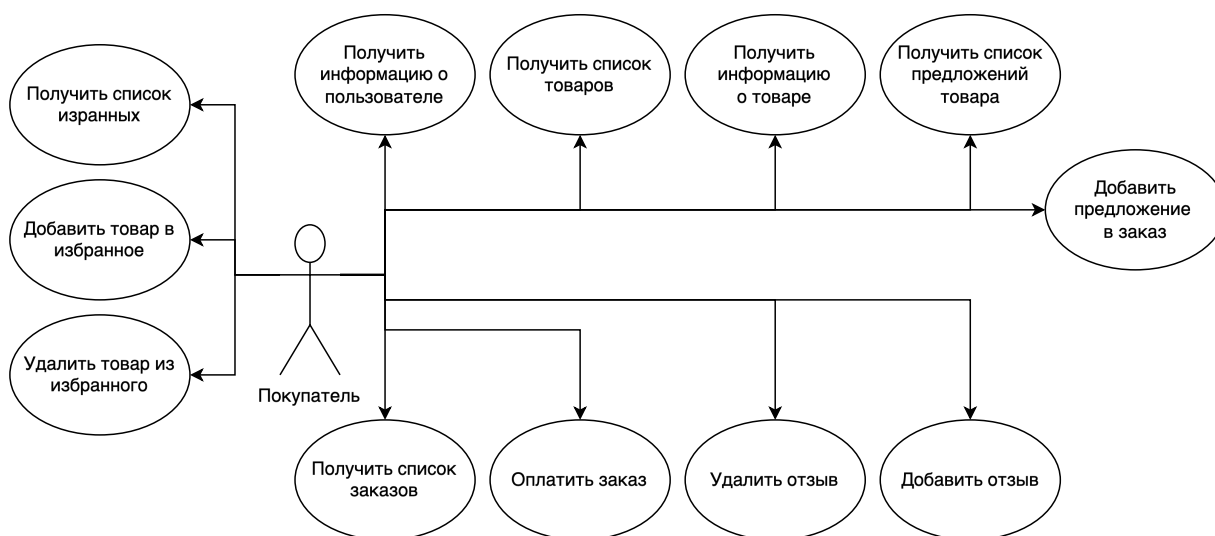 Получить
информацию о
пользователе
Получить список
товаров
Получить
информацию
о товаре
Получить список
предложений
товара
Получить список
изранных
Добавить товар в
избранное
Удалить товар из
избранного
Добавить
предложение
в заказ
Покупатель
Получить список
заказов
Оплатить заказ
Удалить отзыв
Добавить отзыв